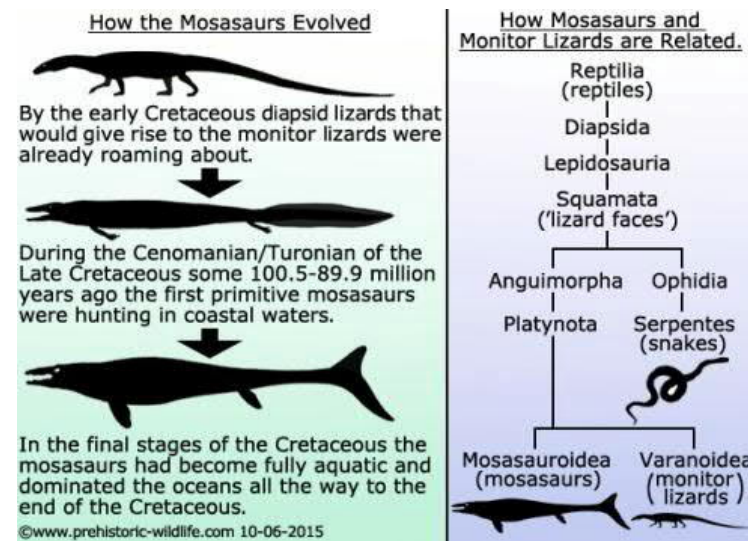 How the Mosasaurs Evolved
By the early Cretaceous diapsid lizards that
would give rise to the monitor lizards were
already roaming about.
During the Cenomanian/Turonian of the
Late Cretaceous some 100.5-89.9 million
years ago the first primitive mosasaurs
were hunting in coastal waters.
In the final stages of the Cretaceous the
mosasaurs had become fully aquatic and
dominated the oceans all the way to the
end of the Cretaceous.
©www.prehistoric-wildlife.com 10-06-2015
How Mosasaurs and
Monitor Lizards are Related.
Reptilia
(reptiles)
Diapsida
Lepidosauria
Squamata
('lizard faces')
Anguimorpha Ophidia
Platynota Serpentes
(snakes)
Mosasauroidea Varanoidea
(mosasaurs) (monitor
lizards)